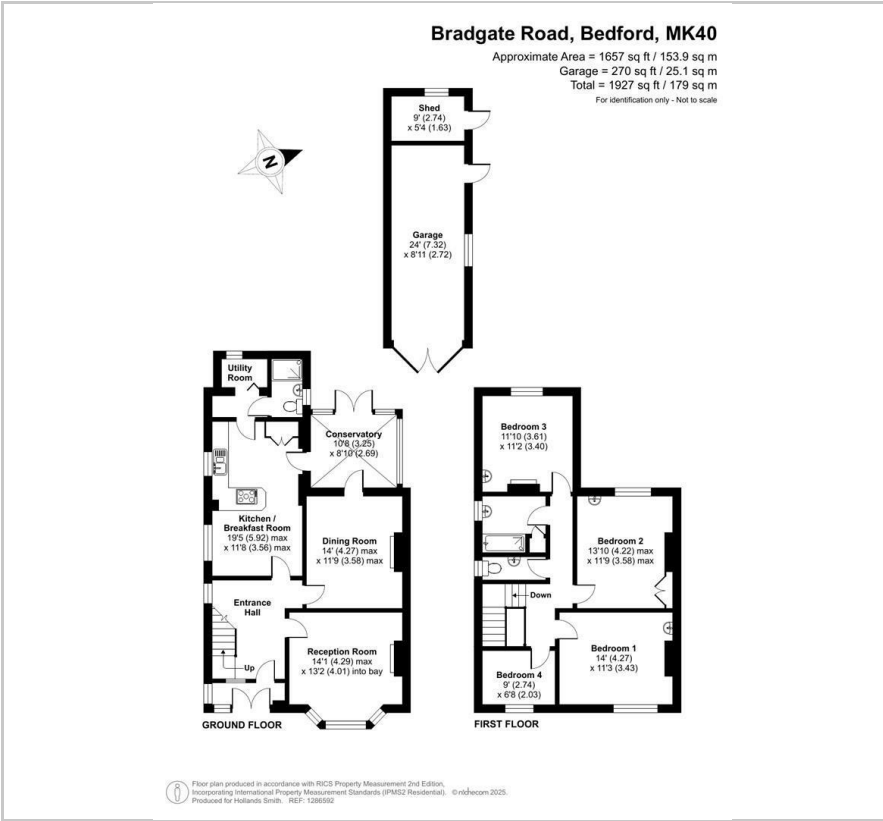 Bradgate Road, Bedford, MK40
Approximate Area = 1657 sq ft / 153.9 sq m
Garage = 270 sq ft / 25.1 sq m
Total = 1927 sq ft / 179 sq m
For identification only - Not to scale
Shed
9' (2.74)
x 5'4 (1.63)
N
Garage
24' (7.32)
x 8'11 (2.72)
Utility
Room
Conservatory
10'8 (3.25)
x 8'10 (2.69)
Kitchen /
Breakfast Room
19'5 (5.92) max
x 11'8 (3.56) max
Dining Room
14' (4.27) max
x 11'9 (3.58) max
Entrance
Hall
Up
Reception Room
14'1 (4.29) max
x 13'2 (4.01) into bay
GROUND FLOOR
Bedroom 3
11'10 (3.61)
x 11'2 (3.40)
Bedroom 2
13'10 (4.22) max
x 11'9 (3.58) max
Down
Bedroom 1
14' (4.27)
x 11'3 (3.43)
Bedroom 4
9' (2.74)
x 6'8 (2.03)
FIRST FLOOR
Floor plan produced in accordance with RICS Property Measurement 2nd Edition,
Incorporating International Property Measurement Standards (IPMS2 Residential). © nichecom 2025.
Produced for Hollands Smith. REF: 1286592